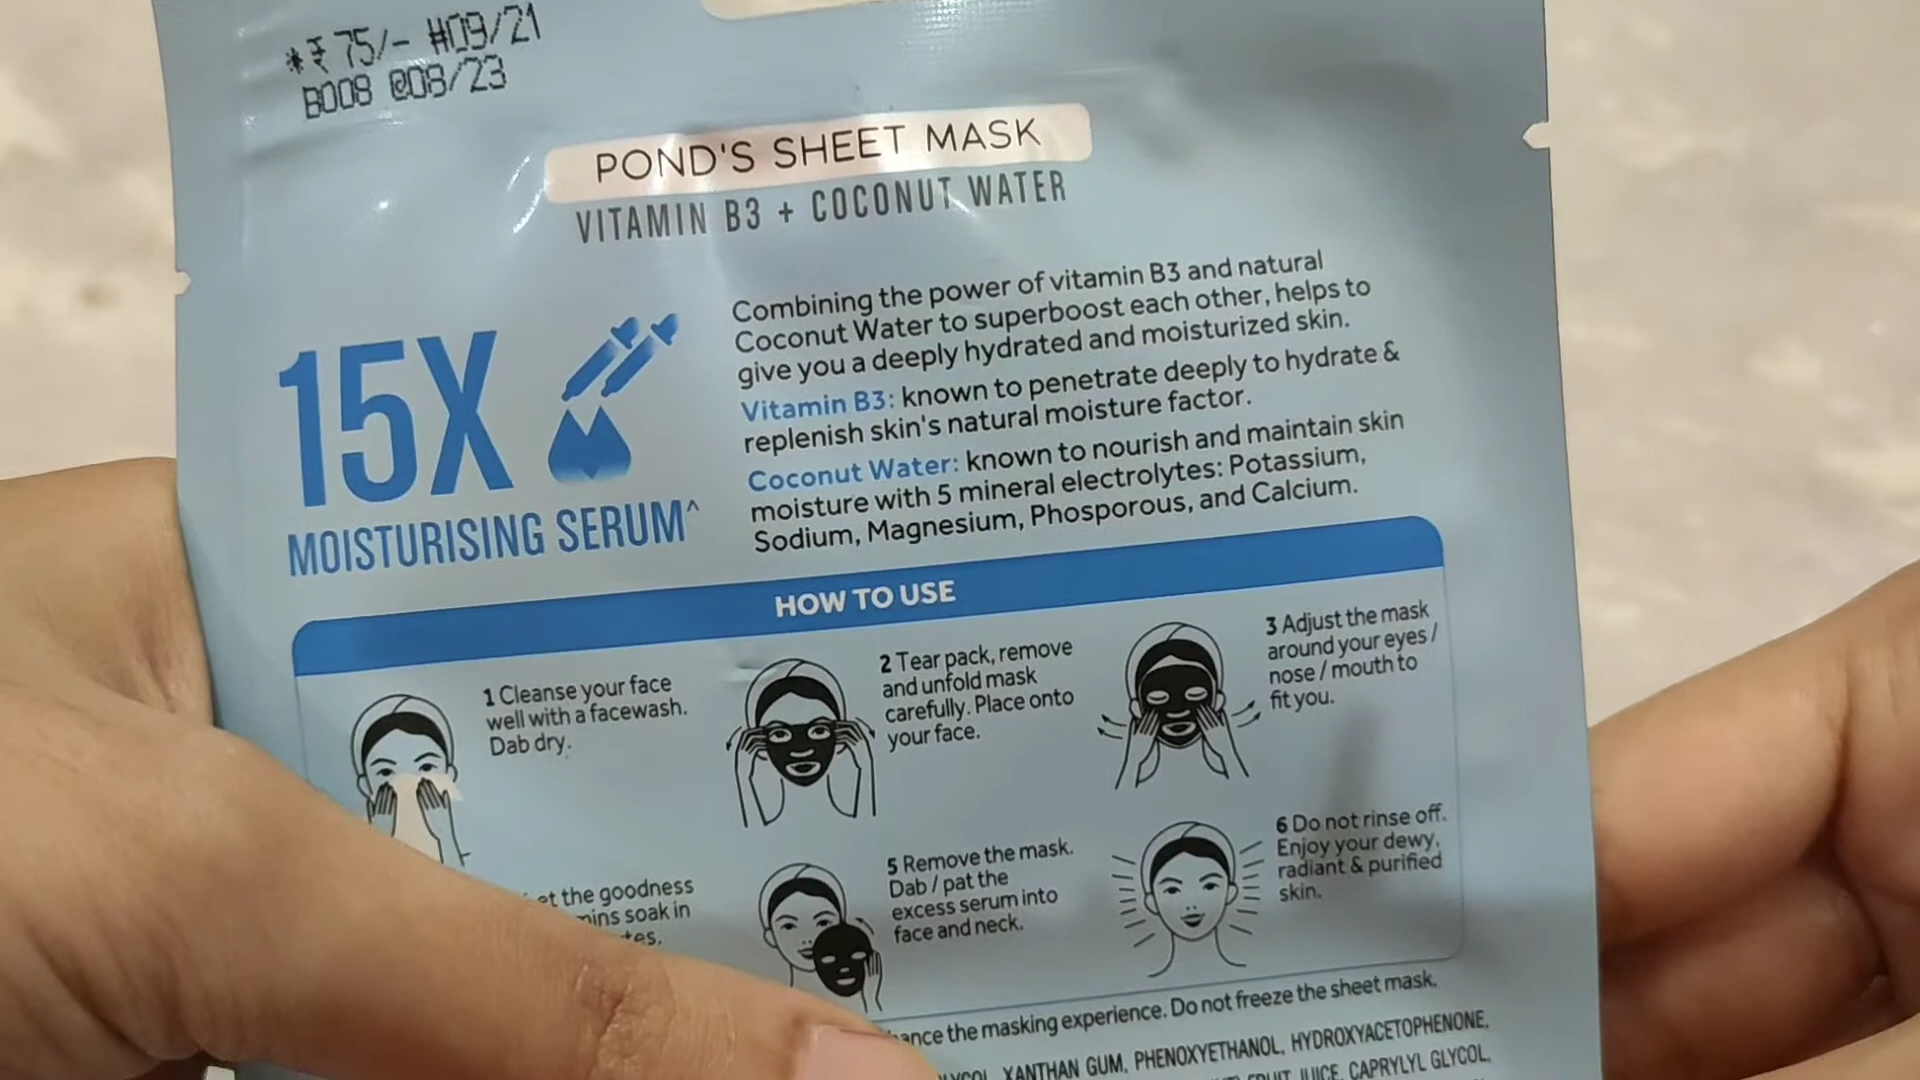 *₹ 75/- #09/21
B008 @08/23
POND'S SHEET MASK
VITAMIN B3 + COCONUT WATER
15X
MOISTURISING SERUM^
Combining the power of vitamin B3 and natural
Coconut Water to superboost each other, helps to
give you a deeply hydrated and moisturized skin.
Vitamin B3: known to penetrate deeply to hydrate &
replenish skin's natural moisture factor.
Coconut Water: known to nourish and maintain skin
moisture with 5 mineral electrolytes: Potassium,
Sodium, Magnesium, Phosporous, and Calcium.
HOW TO USE
1 Cleanse your face
well with a facewash.
Dab dry.
2 Tear pack, remove
and unfold mask
carefully. Place onto
your face.
3 Adjust the mask
around your eyes /
nose / mouth to
fit you.
the goodness
soak in
5 Remove the mask.
Dab / pat the
excess serum into
face and neck.
6 Do not rinse off.
Enjoy your dewy,
radiant & purified
skin.
the masking experience. Do not freeze the sheet mask.
XANTHAN GUM, PHENOXYETHANOL, HYDROXYACETOPHENONE,
FRUIT JUICE, CAPRYLYL GLYCOL,